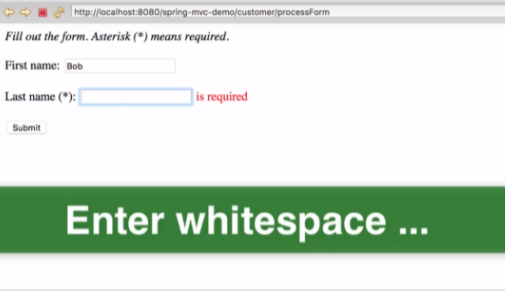 http://localhost:8080/spring-mvc-demo/customer/processForm
Fill out the form. Asterisk (*) means required.
First name: Bob
Last name (*): is required
Submit
Enter whitespace ...